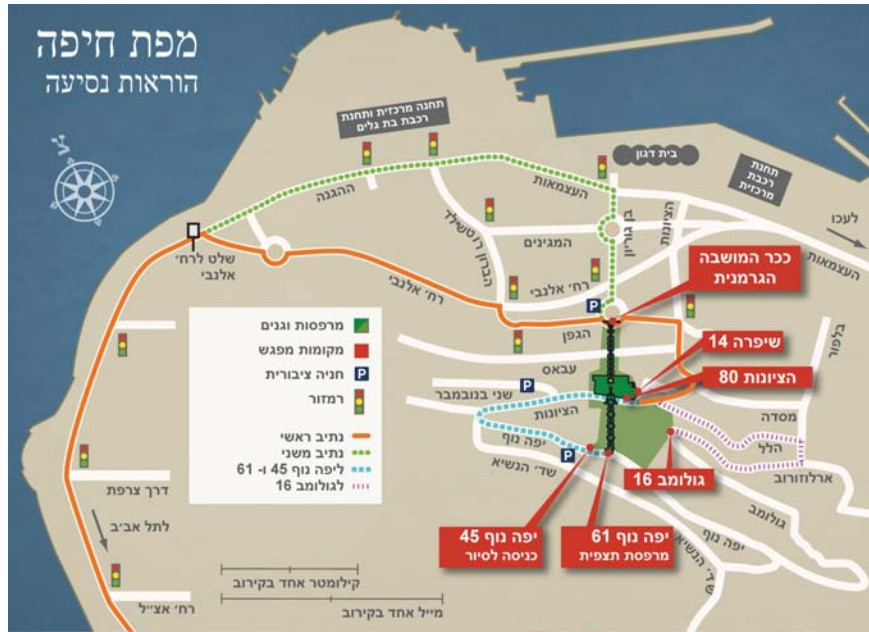 מפת חיפה
הוראות נסיעה
תחנה מרכזית ותחנת
רכבת בת גלים
בית דגון
תחנת
רכבת
מרכזית
לעכו
העצמאות
ההגנה
העצמאות
הציונות
בן גוריון
המגינים
הברון רוטשילד
שלט לרח׳
אלנבי
רח׳ אלנבי
רח׳ אלנבי
ככר המושבה
הגרמנית
P
הגפן
שיפרה 14
הציונות 80
בלפור
עבאס
שני בנובמבר
P
הציונות
מסדה
הלל
יפה נוף
P
שד׳ הנשיא
ארלוזורוב
גולומב 16
גולומב
יפה נוף
שד׳ הנשיא
יפה נוף 45
כניסה לסיור
יפה נוף 61
מרפסת תצפית
מרפסות וגנים
מקומות מפגש
P חניה ציבורית
רמזור
נתיב ראשי
נתיב משני
ליפה נוף 45 ו- 61
לגולומב 16
דרך צרפת
לתל אב״ב
רח׳ אצ״ל
קילומטר אחד בקירוב
מייל אחד בקירוב